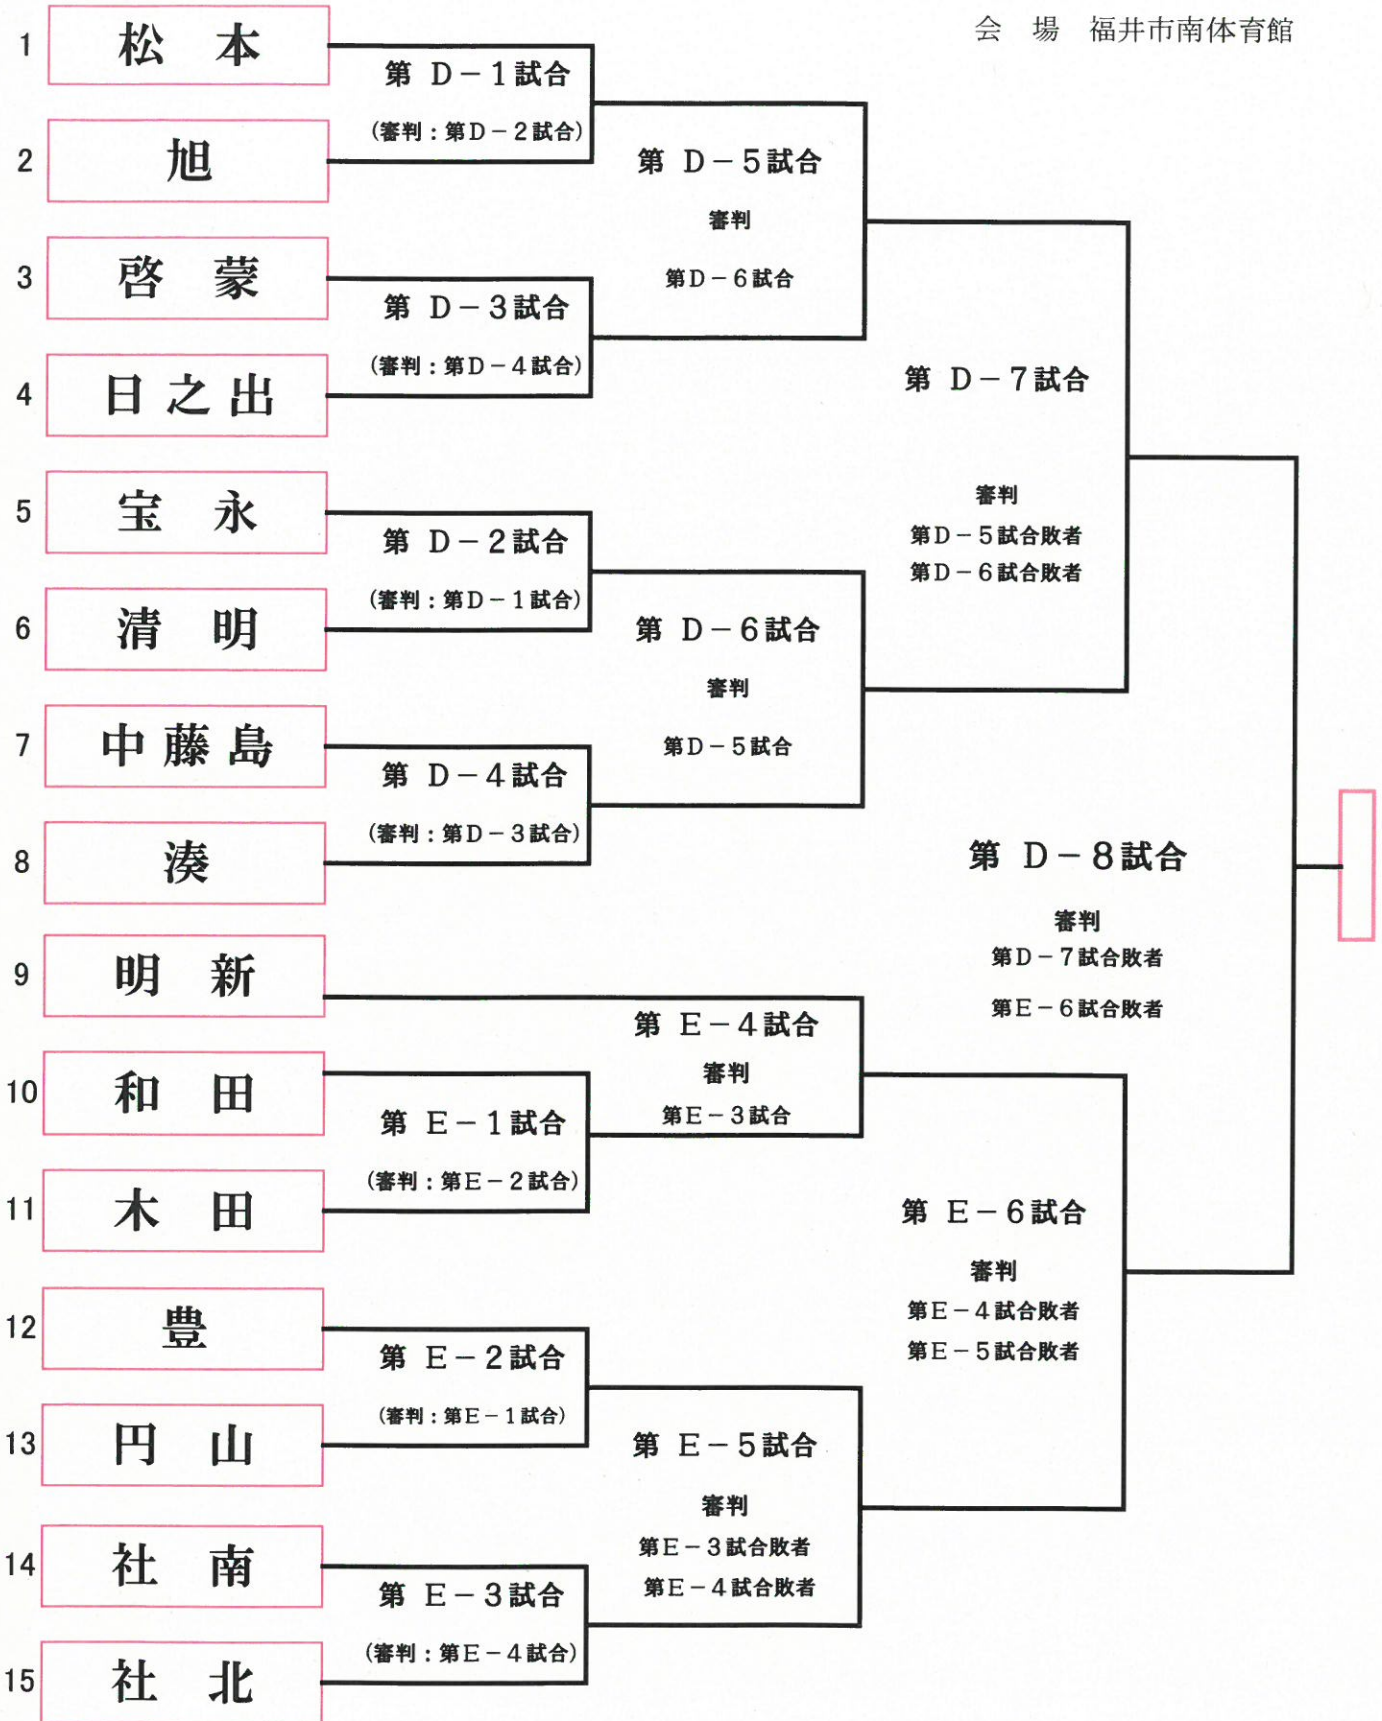 会 場 福井市南体育館
1 松 本
第 D－1試合
(審判：第D－2試合)
2 旭
第 D－5試合
審判
第D－6試合
3 啓 蒙
第 D－3試合
(審判：第D－4試合)
4 日之出
第 D－7試合
審判
第D－5試合敗者
第D－6試合敗者
5 宝 永
第 D－2試合
(審判：第D－1試合)
6 清 明
第 D－6試合
審判
第D－5試合
7 中藤島
第 D－4試合
(審判：第D－3試合)
8 湊
第 D－8試合
審判
第D－7試合敗者
第E－6試合敗者
9 明 新
第 E－4試合
審判
第E－3試合
10 和 田
第 E－1試合
(審判：第E－2試合)
11 木 田
第 E－6試合
審判
第E－4試合敗者
第E－5試合敗者
12 豊
第 E－2試合
(審判：第E－1試合)
13 円 山
第 E－5試合
審判
第E－3試合敗者
第E－4試合敗者
14 社 南
第 E－3試合
(審判：第E－4試合)
15 社 北